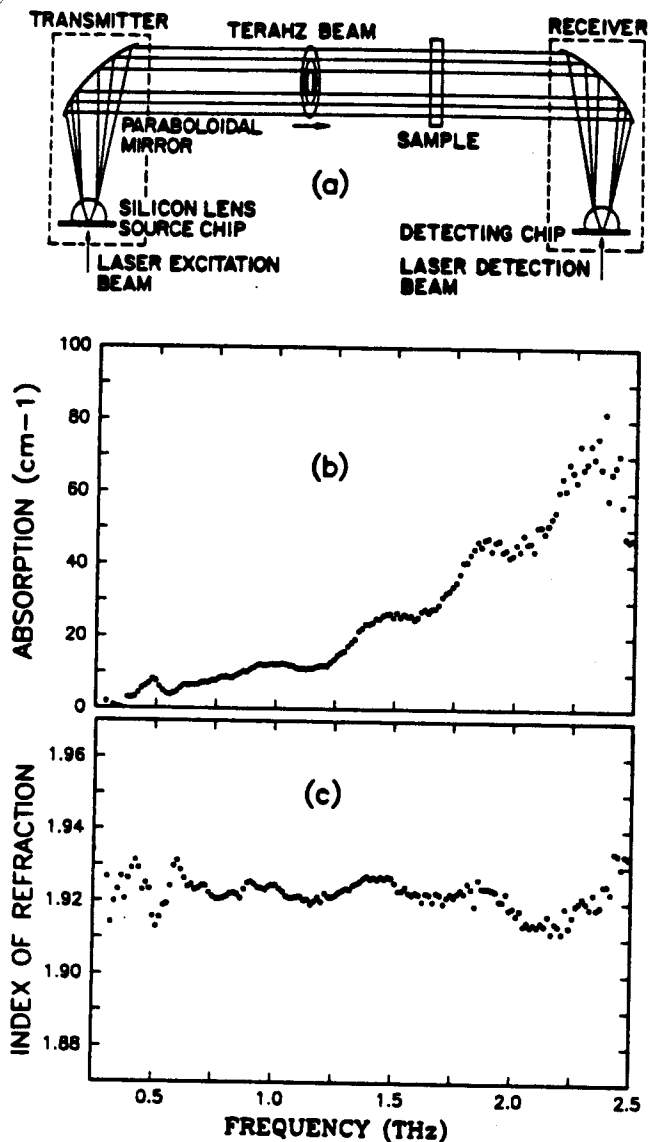 TRANSMITTER
TERAHZ BEAM
RECEIVER
PARABOLOIDAL
MIRROR
SAMPLE
(a)
SILICON LENS
SOURCE CHIP
DETECTING CHIP
LASER EXCITATION
BEAM
LASER DETECTION
BEAM
100
80
60
40
20
0
ABSORPTION (cm-1)
(b)
1.96
1.94
1.92
1.90
1.88
INDEX OF REFRACTION
(c)
0.5 1.0 1.5 2.0 2.5
FREQUENCY (THz)